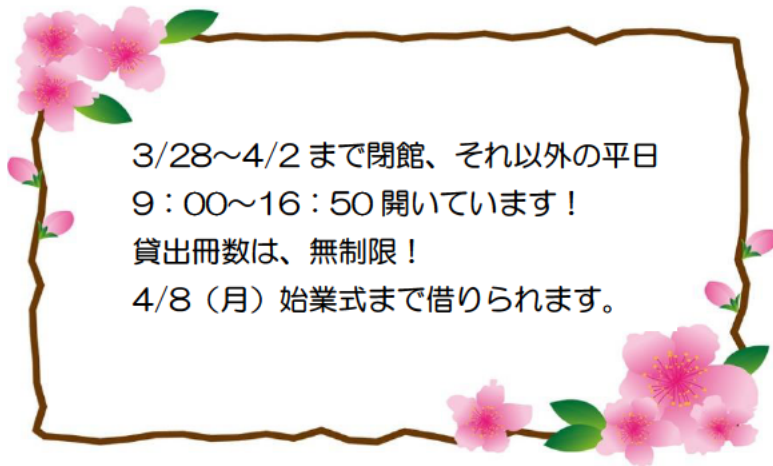 3/28～4/2 まで閉館、それ以外の平日
9：00～16：50 開いています！
貸出冊数は、無制限！
4/8（月）始業式まで借りられます。